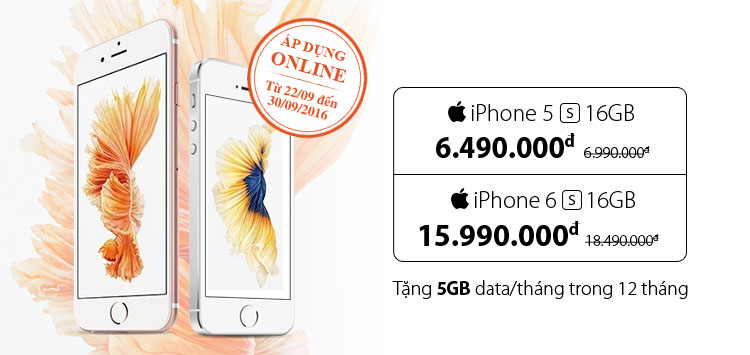 ÁP DỤNG
ONLINE
Từ 22/09 đến
30/09/2016
iPhone 5 S 16GB
6.490.000đ 6.990.000đ
iPhone 6 S 16GB
15.990.000đ 18.490.000đ
Tặng 5GB data/tháng trong 12 tháng